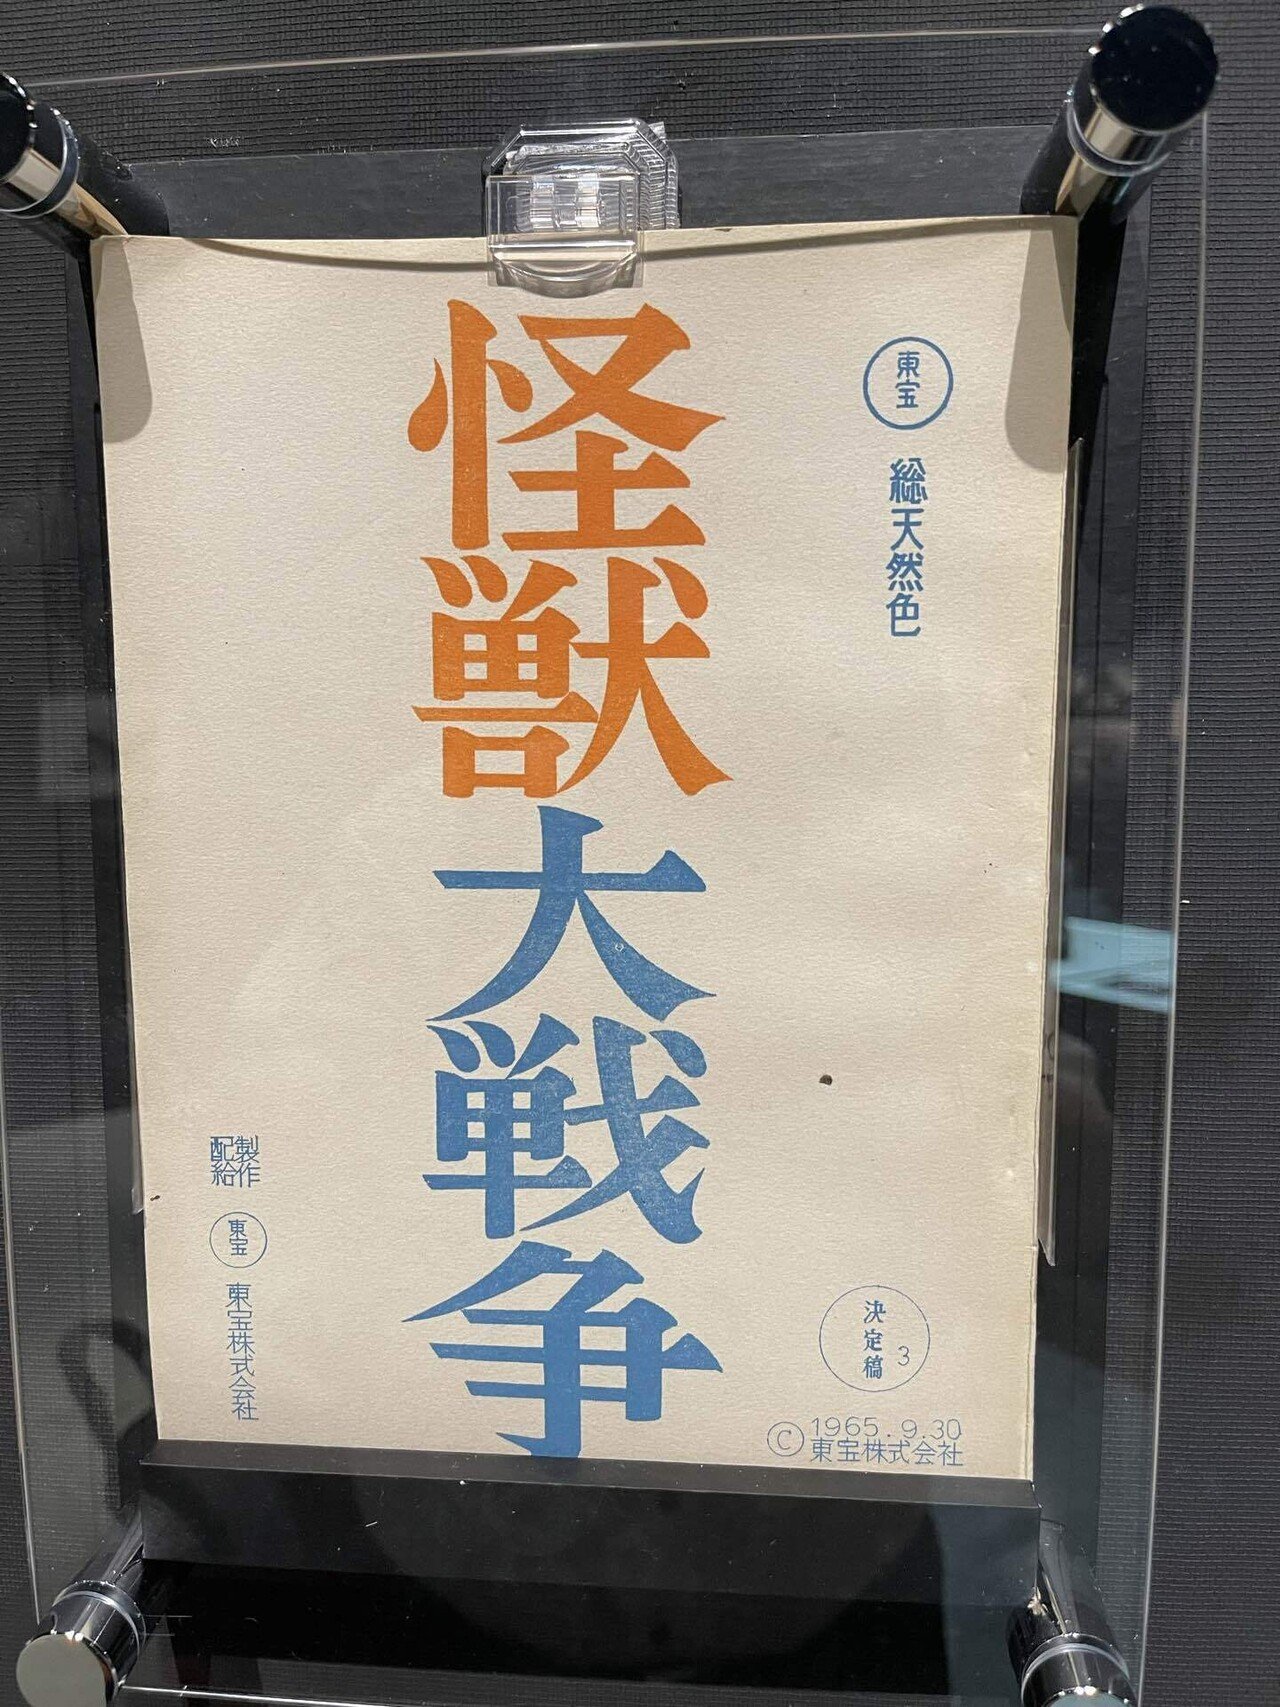 東宝
総天然色
怪獣大戦争
製作
配給
東宝
東宝株式会社
決定稿 3
© 1965.9.30
東宝株式会社